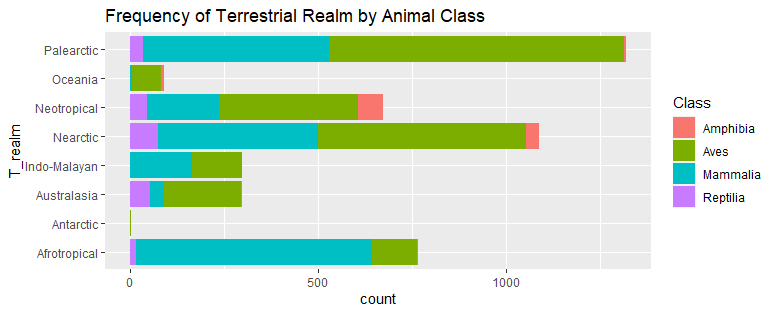 Frequency of Terrestrial Realm by Animal Class
T_realm
Palearctic
Oceania
Neotropical
Nearctic
Indo-Malayan
Australasia
Antarctic
Afrotropical
0 500 1000
count
Class
Amphibia
Aves
Mammalia
Reptilia